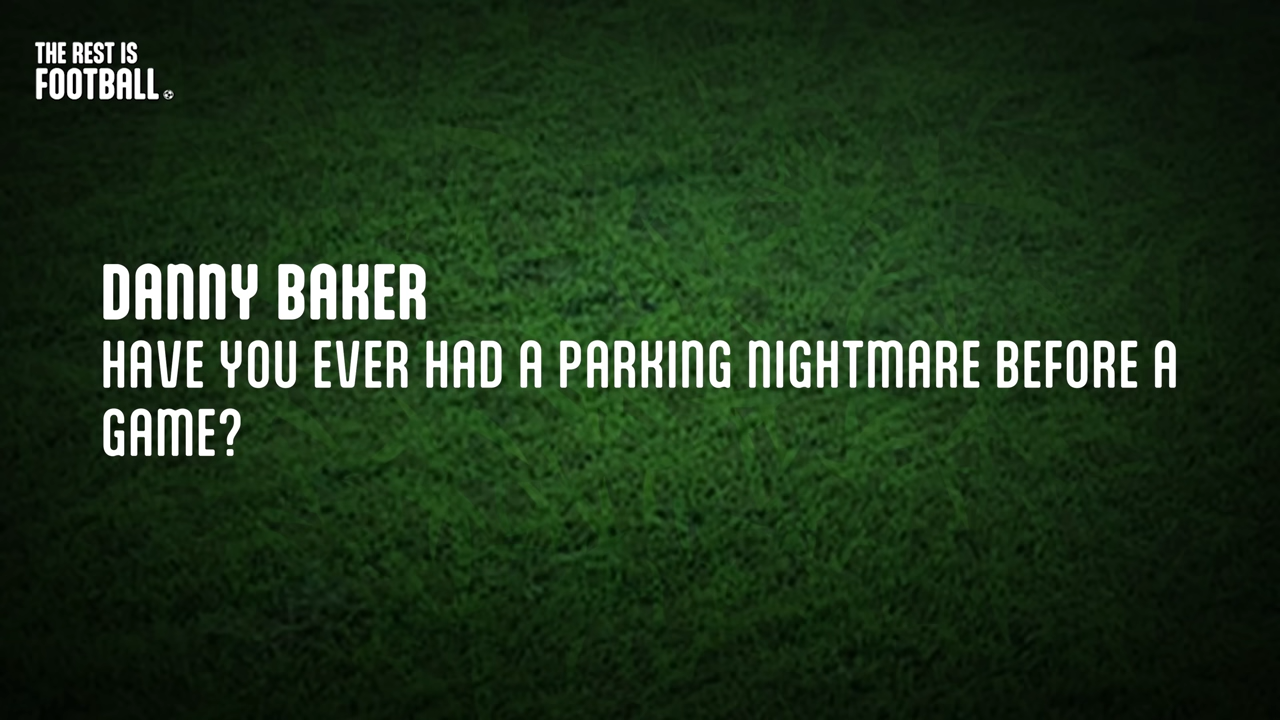 THE REST IS
FOOTBALL
DANNY BAKER
HAVE YOU EVER HAD A PARKING NIGHTMARE BEFORE A
GAME?